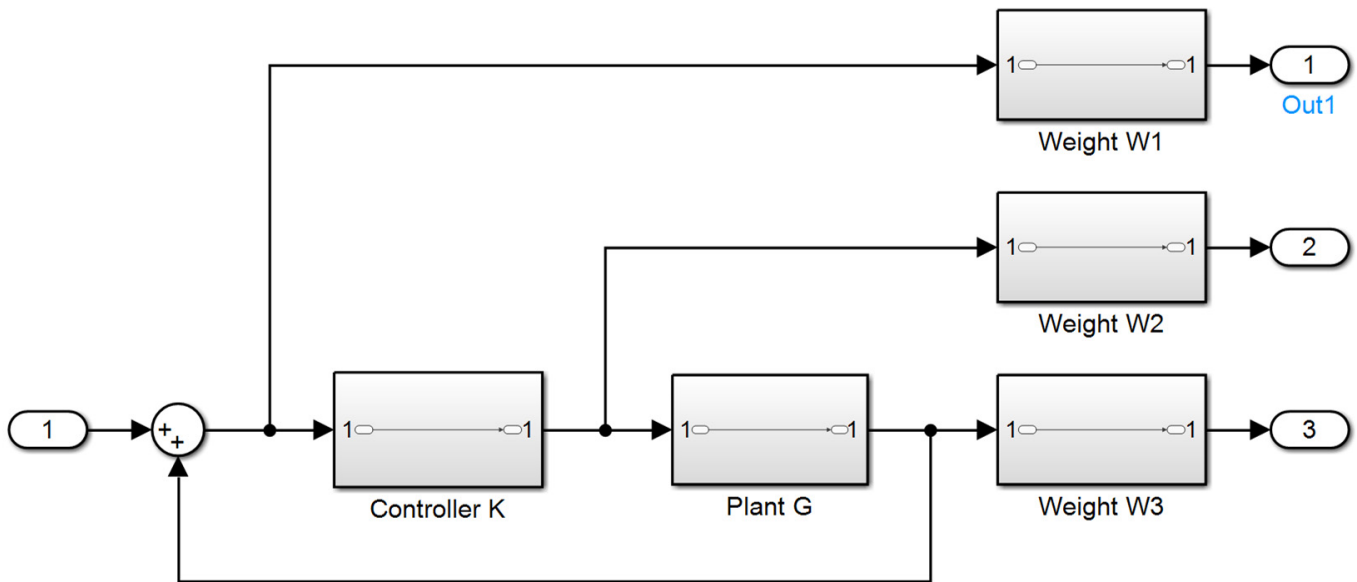 1 1 1
Out1
Weight W1
1 1 2
Weight W2
1 + + 1 1 1 1 1 1 3
Controller K Plant G Weight W3